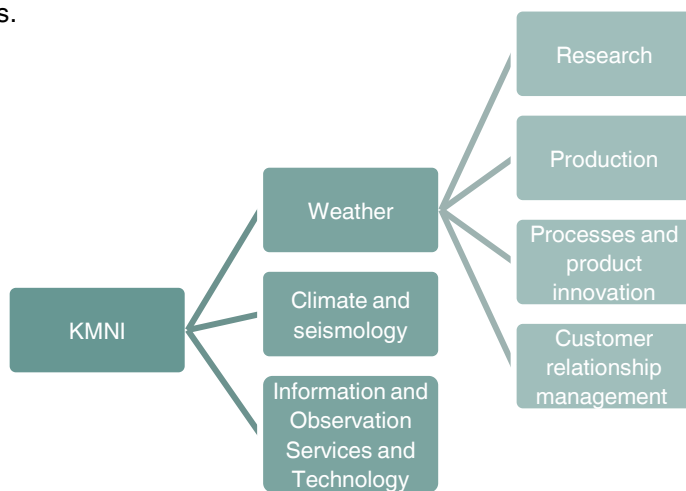 s.
Research
Production
Processes and
product
innovation
Customer
relationship
management
Weather
Climate and
seismology
Information and
Observation
Services and
Technology
KMNI